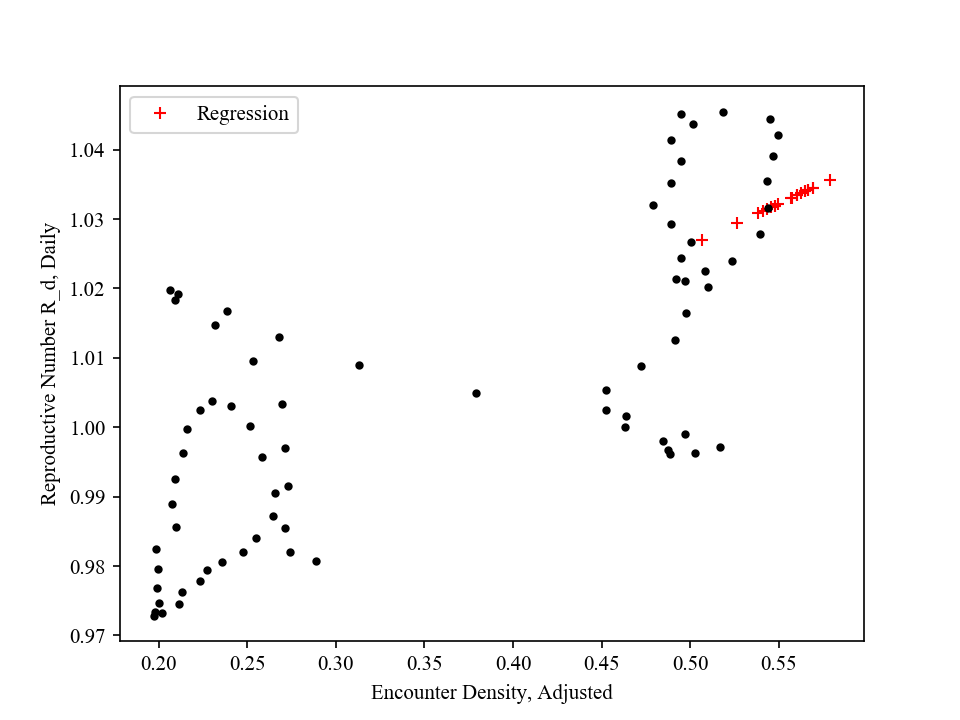 Regression
1.04
1.03
1.02
1.01
1.00
0.99
0.98
0.97
Reproductive Number R_d, Daily
0.20 0.25 0.30 0.35 0.40 0.45 0.50 0.55
Encounter Density, Adjusted